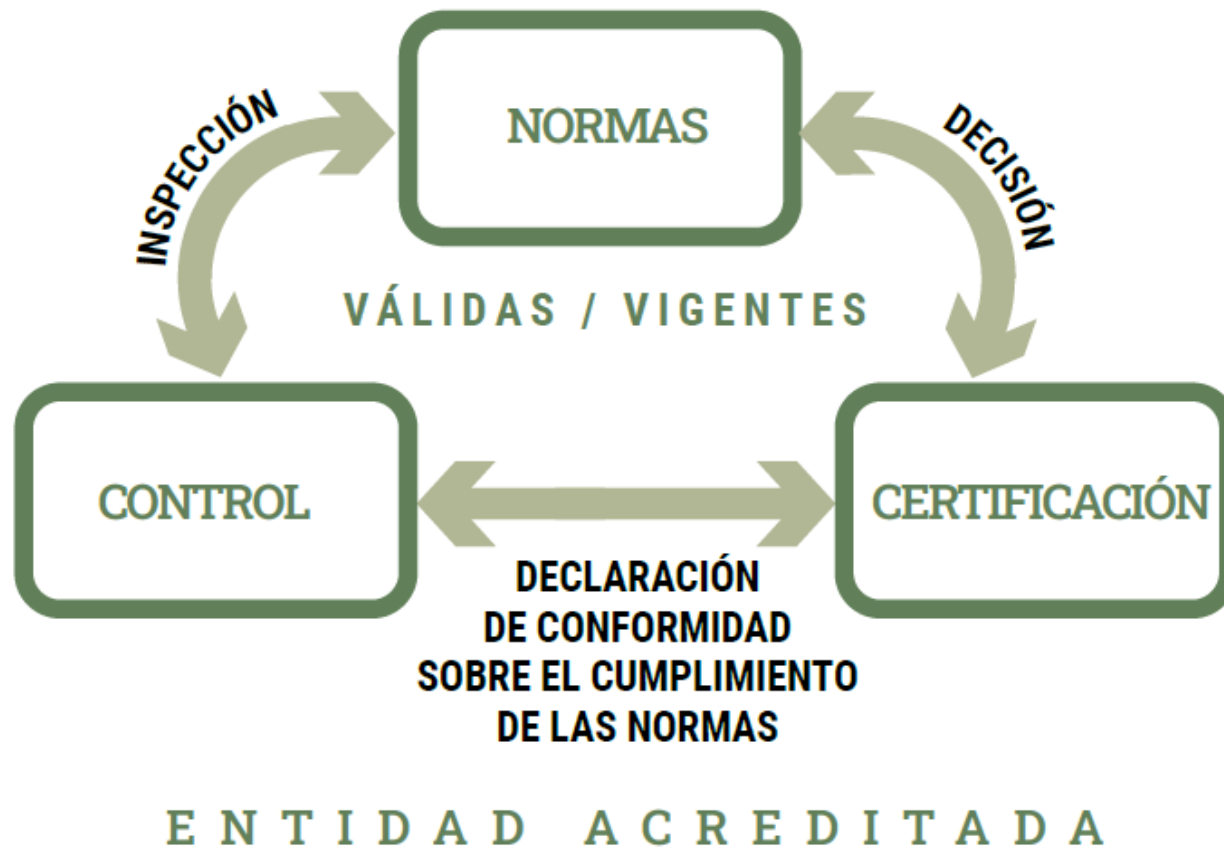 NORMAS
INSPECCIÓN
DECISIÓN
VÁLIDAS / VIGENTES
CONTROL
CERTIFICACIÓN
DECLARACIÓN
DE CONFORMIDAD
SOBRE EL CUMPLIMIENTO
DE LAS NORMAS
ENTIDAD ACREDITADA